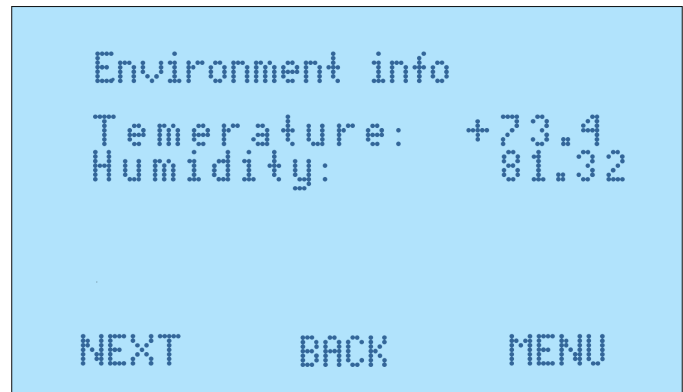 Environment info
Temerature: +73.4
Humidity: 81.32
NEXT BACK MENU